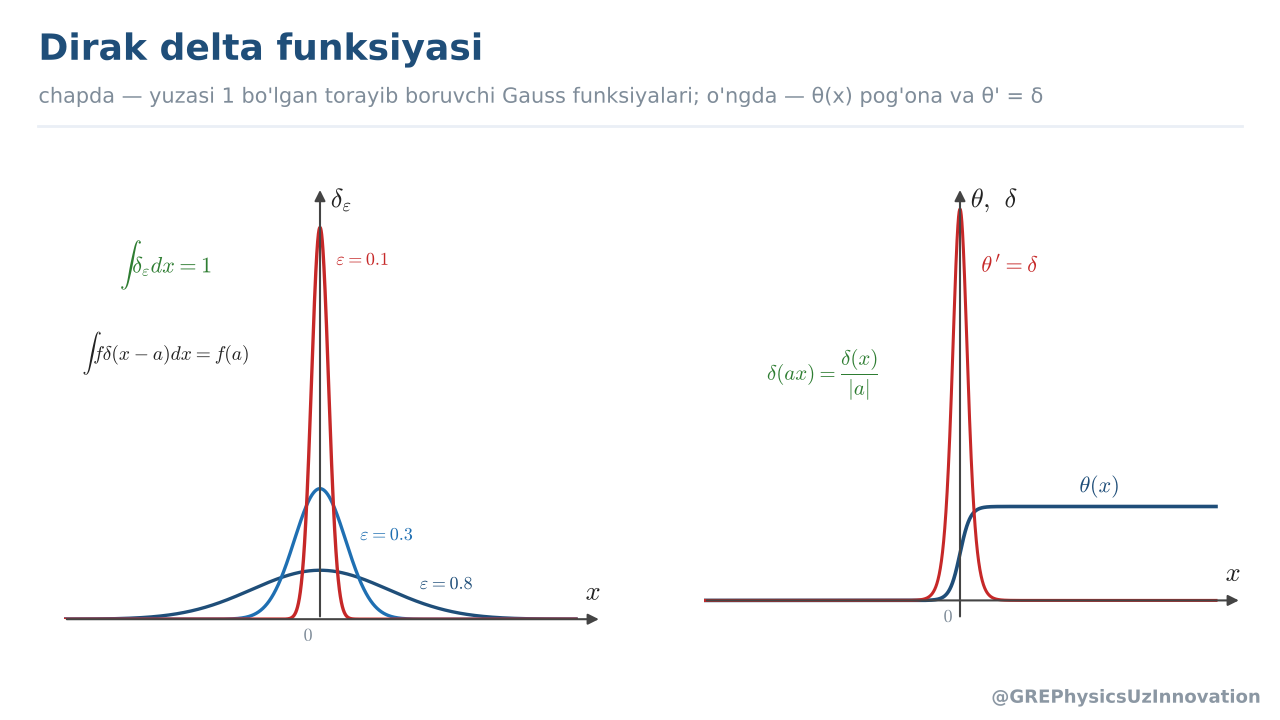 Dirak delta funksiyasi
chapda — yuzasi 1 bo'lgan torayib boruvchi Gauss funksiyalari; o'ngda — θ(x) pog'ona va θ' = δ
δ_ε
∫δ_ε dx = 1
ε = 0.1
∫fδ(x − a)dx = f(a)
ε = 0.3
ε = 0.8
x
0
θ, δ
θ′ = δ
δ(ax) = δ(x)/|a|
θ(x)
x
0
@GREPhysicsUzInnovation